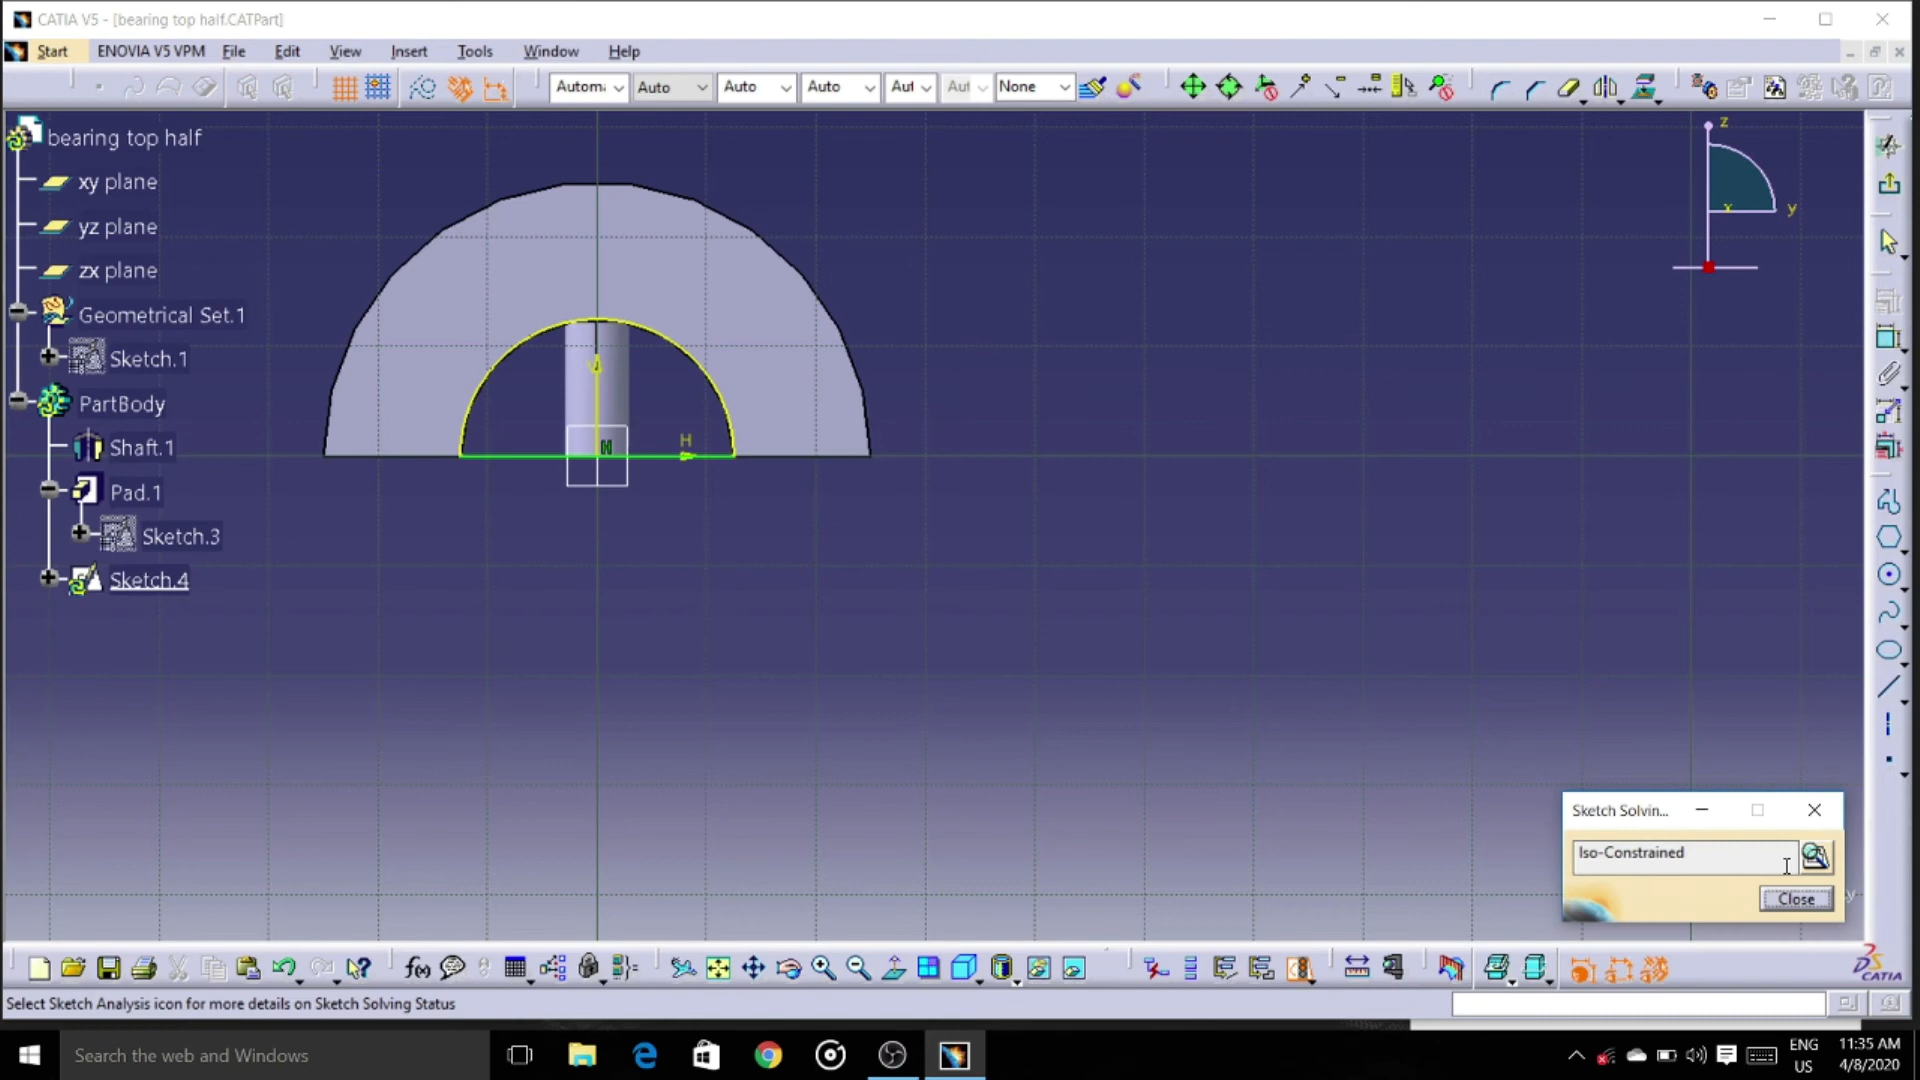 CATIA V5 - [bearing top half.CATPart]
Start ENOVIA V5 VPM File Edit View Insert Tools Window Help
Autom Auto Auto Auto Aut Aut None
bearing top half
xy plane
yz plane
zx plane
Geometrical Set.1
Sketch.1
PartBody
Shaft.1
Pad.1
Sketch.3
Sketch.4
z
x
y
V
H
H
Sketch Solvin...
Iso-Constrained
Close
y
f(x)
DS CATIA
Select Sketch Analysis icon for more details on Sketch Solving Status
Search the web and Windows
ENG
US
11:35 AM
4/8/2020